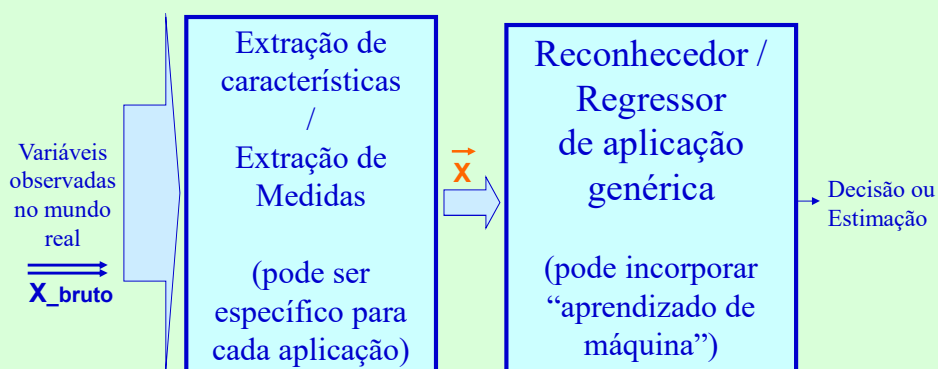 Variáveis
observadas
no mundo
real
X_bruto
Extração de
característíficas
/
Extração de
Medidas
(pode ser
específico para
cada aplicação)
X
Reconhecedor /
Regressor
de aplicação
genérica
(pode incorporar
“aprendizado de
máquina”)
Decisão ou
Estimação